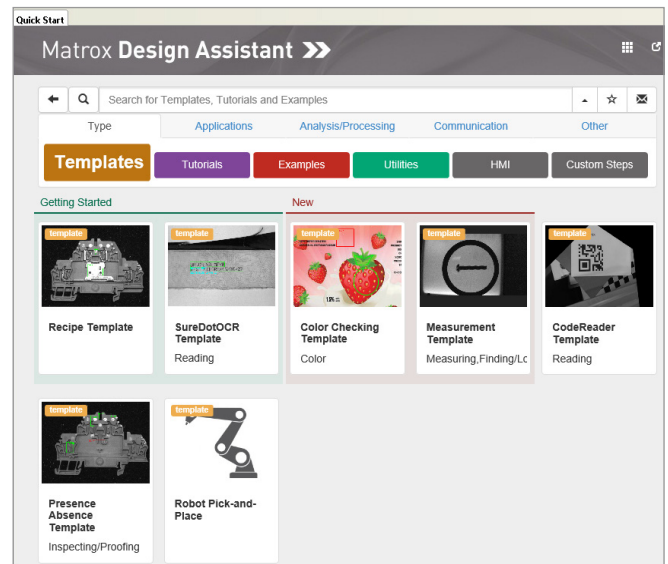 Quick Start
Matrox Design Assistant
Search for Templates, Tutorials and Examples
Type
Applications
Analysis/Processing
Communication
Other
Templates
Tutorials
Examples
Utilities
HMI
Custom Steps
Getting Started
New
template
template
template
template
template
Recipe Template
SureDotOCR
Template
Reading
Color Checking
Template
Color
Measurement
Template
Measuring,Finding/Lc
CodeReader
Template
Reading
template
template
Presence
Absence
Template
Inspecting/Proofing
Robot Pick-and-
Place